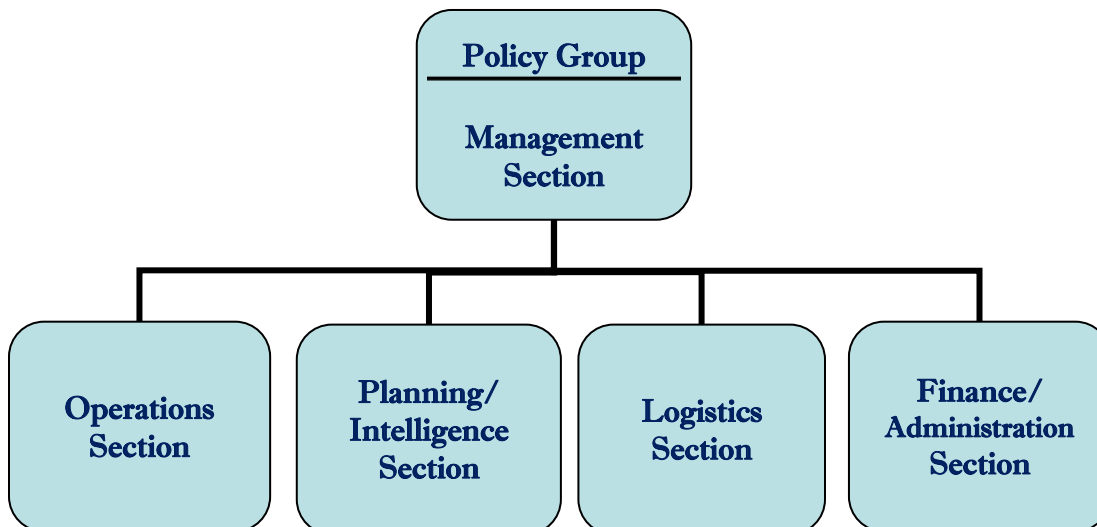 Policy Group
Management
Section
Operations
Section
Planning/
Intelligence
Section
Logistics
Section
Finance/
Administration
Section